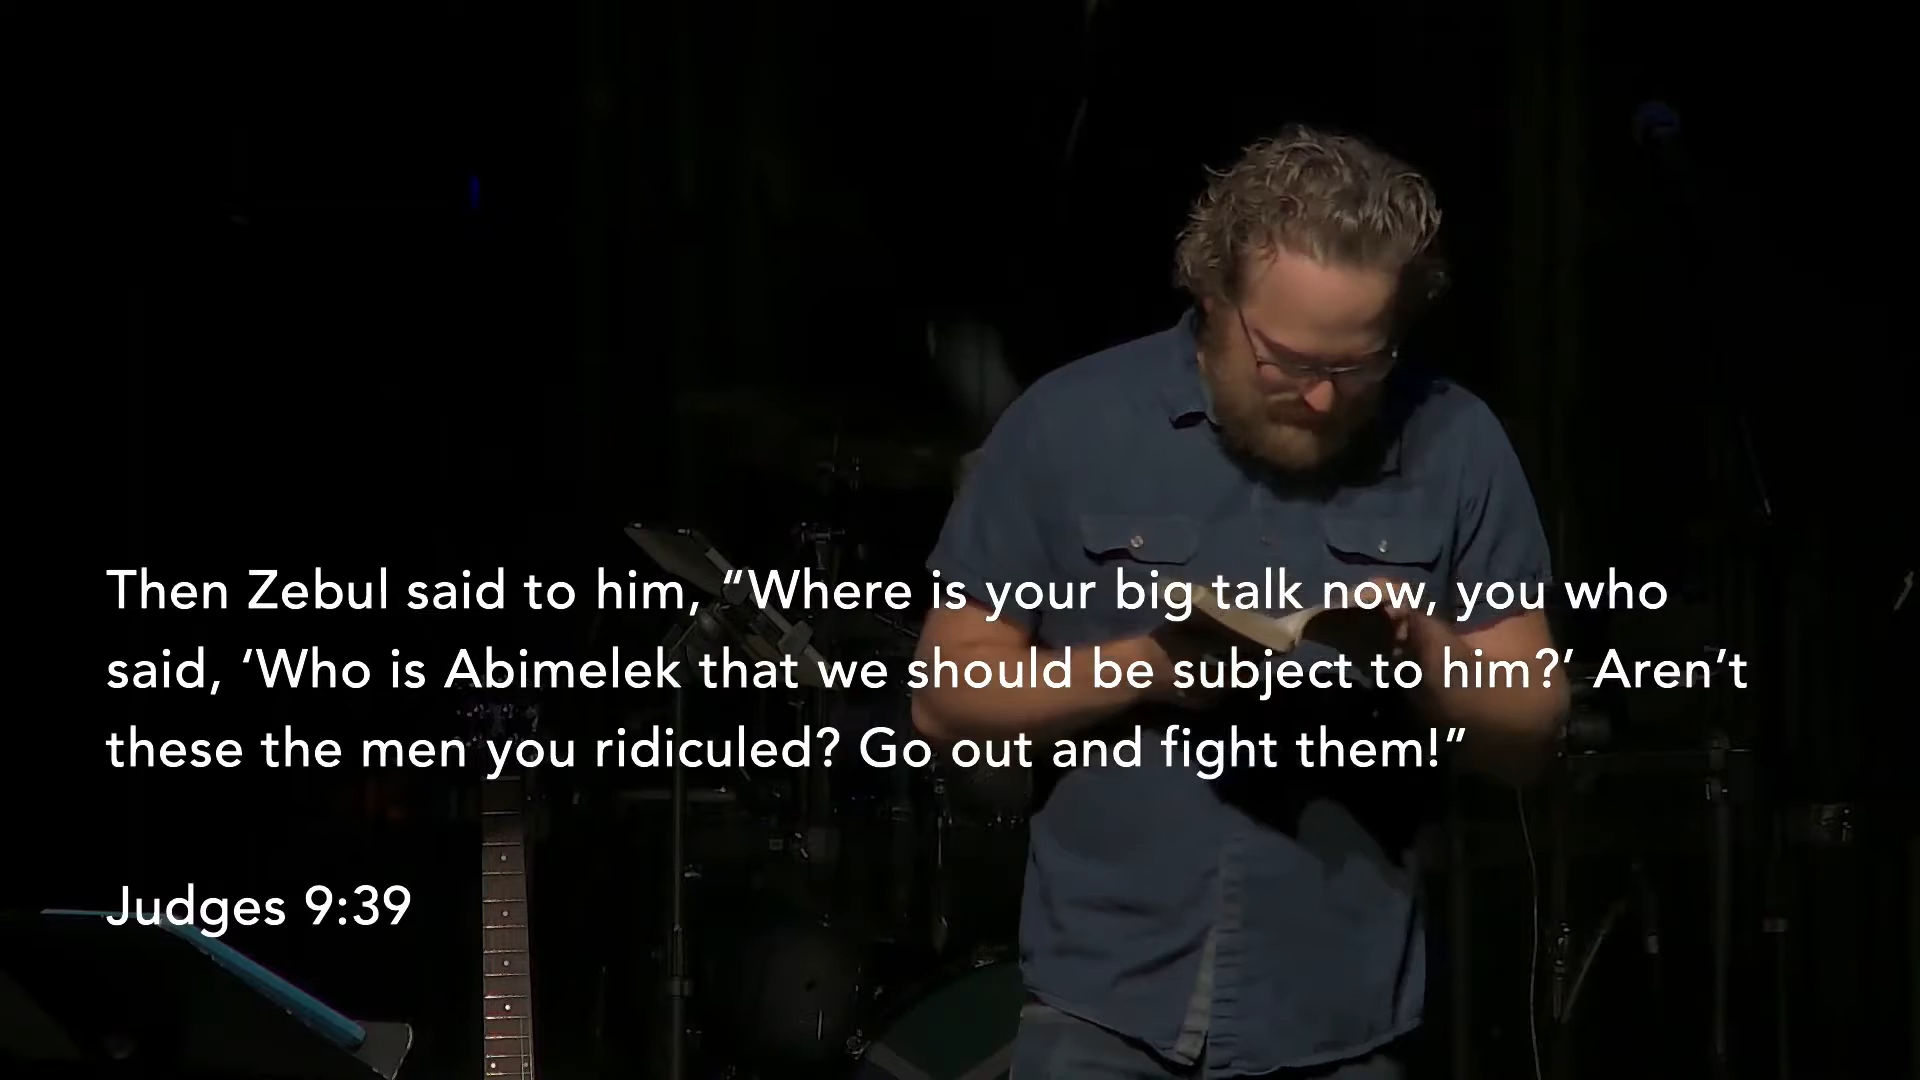 Then Zebul said to him, “Where is your big talk now, you who
said, ‘Who is Abimelek that we should be subject to him?’ Aren’t
these the men you ridiculed? Go out and fight them!”
Judges 9:39